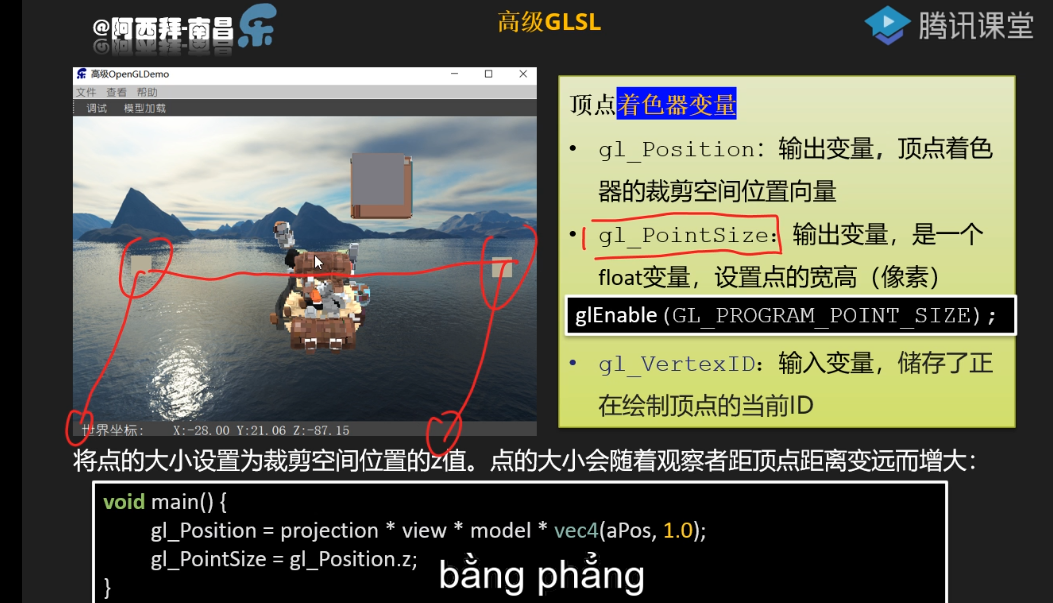 @阿西拜-南昌
高级GLSL
腾讯课堂
高级OpenGLDemo
文件 查看 帮助
调试 模型加载
世界坐标: X:-28.00 Y:21.06 Z:-87.15
顶点着色器变量
• gl_Position：输出变量，顶点着色
器的裁剪空间位置向量
• gl_PointSize：输出变量，是一个
float变量，设置点的宽高（像素）
glEnable(GL_PROGRAM_POINT_SIZE);
• gl_VertexID：输入变量，储存了正
在绘制顶点的当前ID
将点的大小设置为裁剪空间位置的z值。点的大小会随着观察者距顶点距离变远而增大：
void main() {
gl_Position = projection * view * model * vec4(aPos, 1.0);
gl_PointSize = gl_Position.z;
}
bằng phẳng